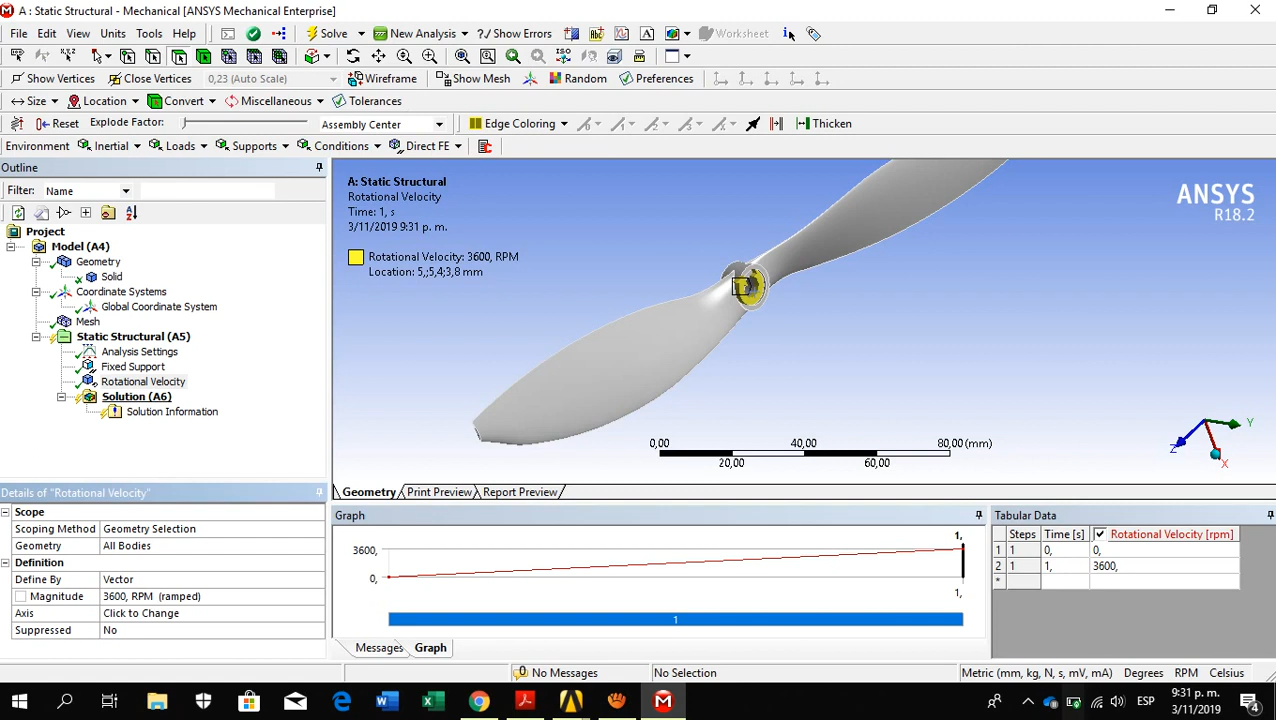 A : Static Structural - Mechanical [ANSYS Mechanical Enterprise]
File Edit View Units Tools Help Solve New Analysis ?/ Show Errors Worksheet
Show Vertices Close Vertices 0,23 (Auto Scale) Wireframe Show Mesh Random Preferences
Size Location Convert Miscellaneous Tolerances
Reset Explode Factor: Assembly Center Edge Coloring Thicken
Environment Inertial Loads Supports Conditions Direct FE
Outline
Filter: Name
Project
Model (A4)
Geometry
Solid
Coordinate Systems
Global Coordinate System
Mesh
Static Structural (A5)
Analysis Settings
Fixed Support
Rotational Velocity
Solution (A6)
Solution Information
A: Static Structural
Rotational Velocity
Time: 1, s
3/11/2019 9:31 p. m.
Rotational Velocity: 3600, RPM
Location: 5,;5,4;3,8 mm
ANSYS
R18.2
0,00 40,00 80,00 (mm)
20,00 60,00
Y
Z
X
Details of "Rotational Velocity"
Scope
Scoping Method Geometry Selection
Geometry All Bodies
Definition
Define By Vector
Magnitude 3600, RPM (ramped)
Axis Click to Change
Suppressed No
Geometry Print Preview Report Preview
Graph
1,
3600,
0,
1,
1
Messages Graph
Tabular Data
Steps Time [s] Rotational Velocity [rpm]
1 1 0, 0,
2 1 1, 3600,
*
No Messages No Selection Metric (mm, kg, N, s, mV, mA) Degrees RPM Celsius
ESP
9:31 p. m.
3/11/2019
4